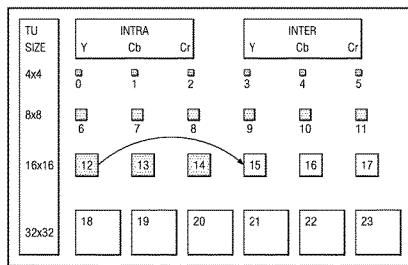 TU INTRA INTER
SIZE Y Cb Cr Y Cb Cr
4x4
0 1 2 3 4 5
8x8
6 7 8 9 10 11
16x16 12 13 14 15 16 17
18 19 20 21 22 23
32x32